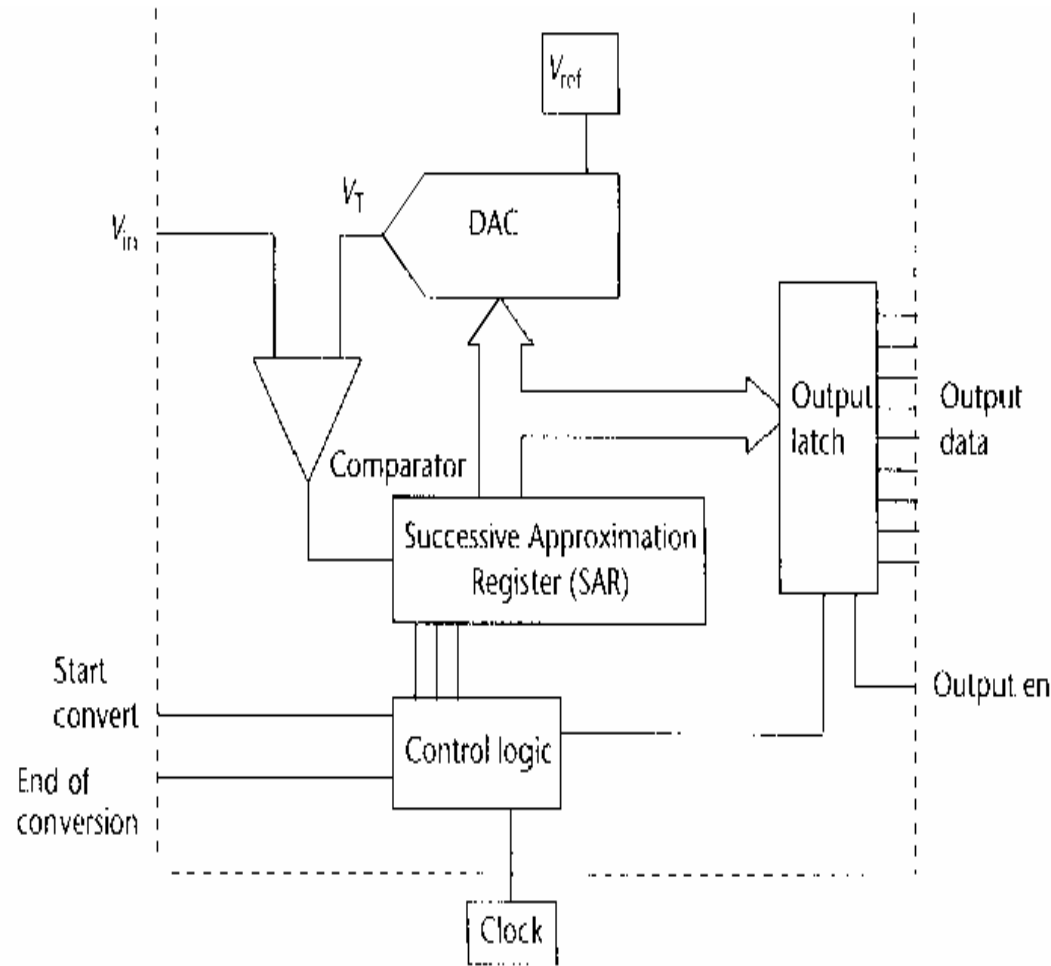 Vref
VT
DAC
Vin
Output
latch
Output
data
Comparator
Successive Approximation
Register (SAR)
Start
convert
Output en
Control logic
End of
conversion
Clock